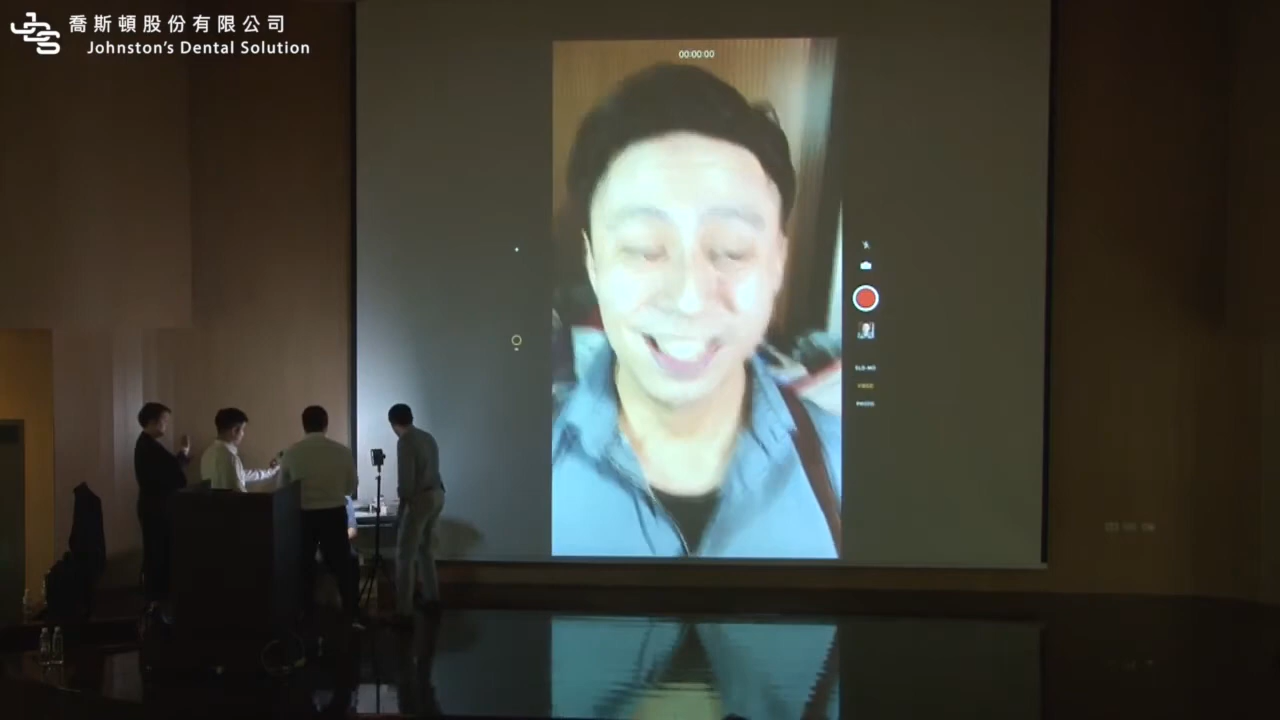 JDS
喬斯頓股份有限公司
Johnston's Dental Solution
00:00:00
SLO-MO
VIDEO
PHOTO